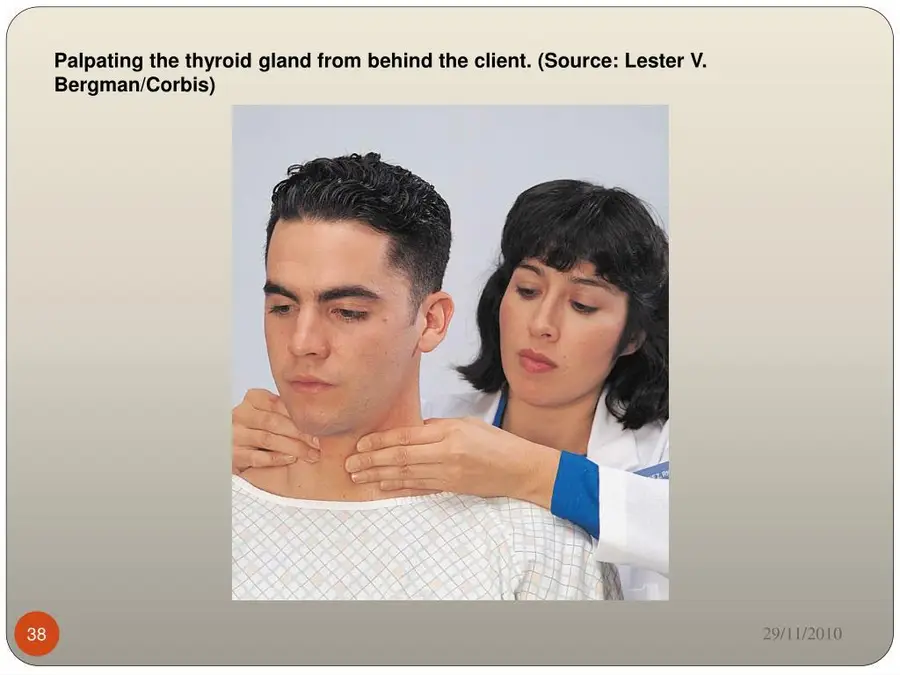 Palpating the thyroid gland from behind the client. (Source: Lester V.
Bergman/Corbis)
38
29/11/2010